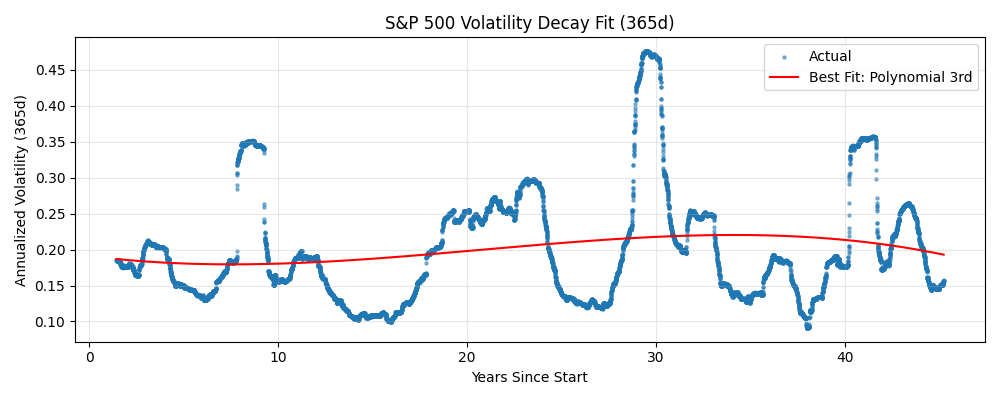 S&P 500 Volatility Decay Fit (365d)
Actual
Best Fit: Polynomial 3rd
Annualized Volatility (365d)
0.45
0.40
0.35
0.30
0.25
0.20
0.15
0.10
0
10
20
30
40
Years Since Start